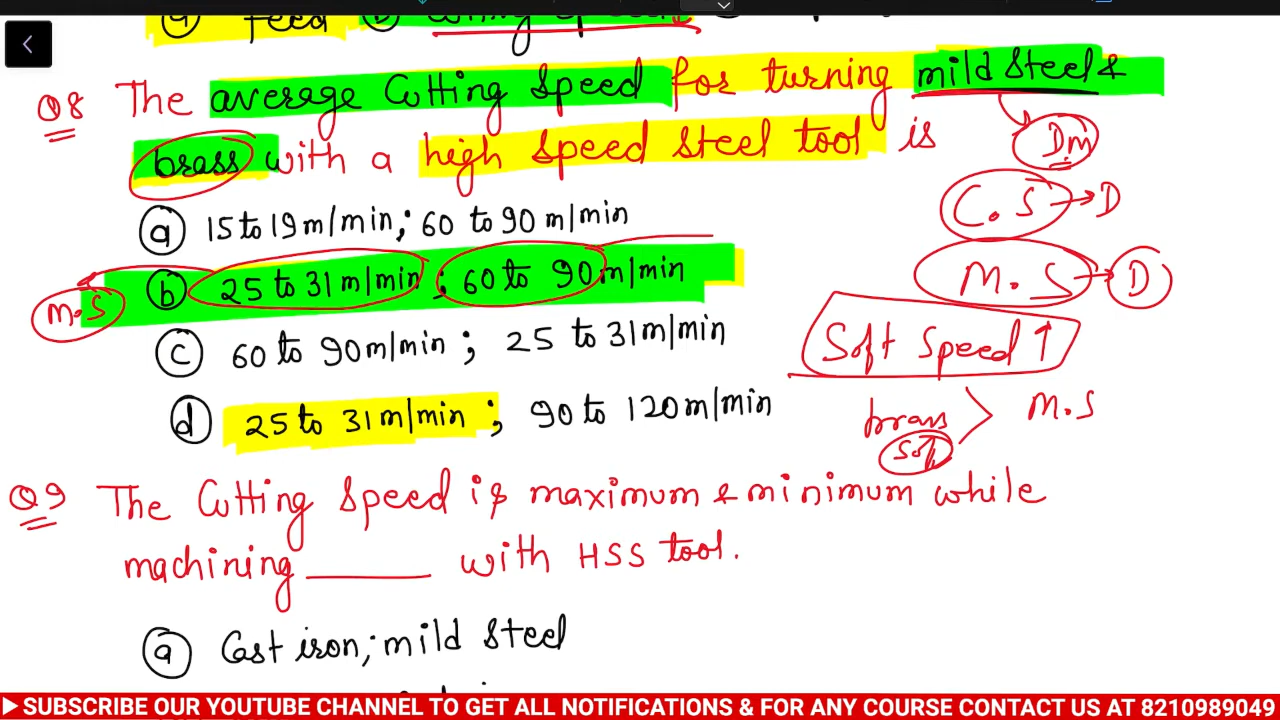 feed
Q8 The average Cutting Speed for turning mild Steel &
brass with a high speed steel tool is
Dm
C.S → D
(a) 15 to 19 m/min; 60 to 90 m/min
M.S → D
(b) 25 to 31 m/min; 60 to 90 m/min
M.S
Soft Speed ↑
(c) 60 to 90 m/min; 25 to 31 m/min
brass > M.S
(d) 25 to 31 m/min; 90 to 120 m/min
Q9 The Cutting Speed is maximum & minimum while
machining ______ with HSS tool.
(a) Cast iron; mild steel
▶ SUBSCRIBE OUR YOUTUBE CHANNEL TO GET ALL NOTIFICATIONS & FOR ANY COURSE CONTACT US AT 8210989049